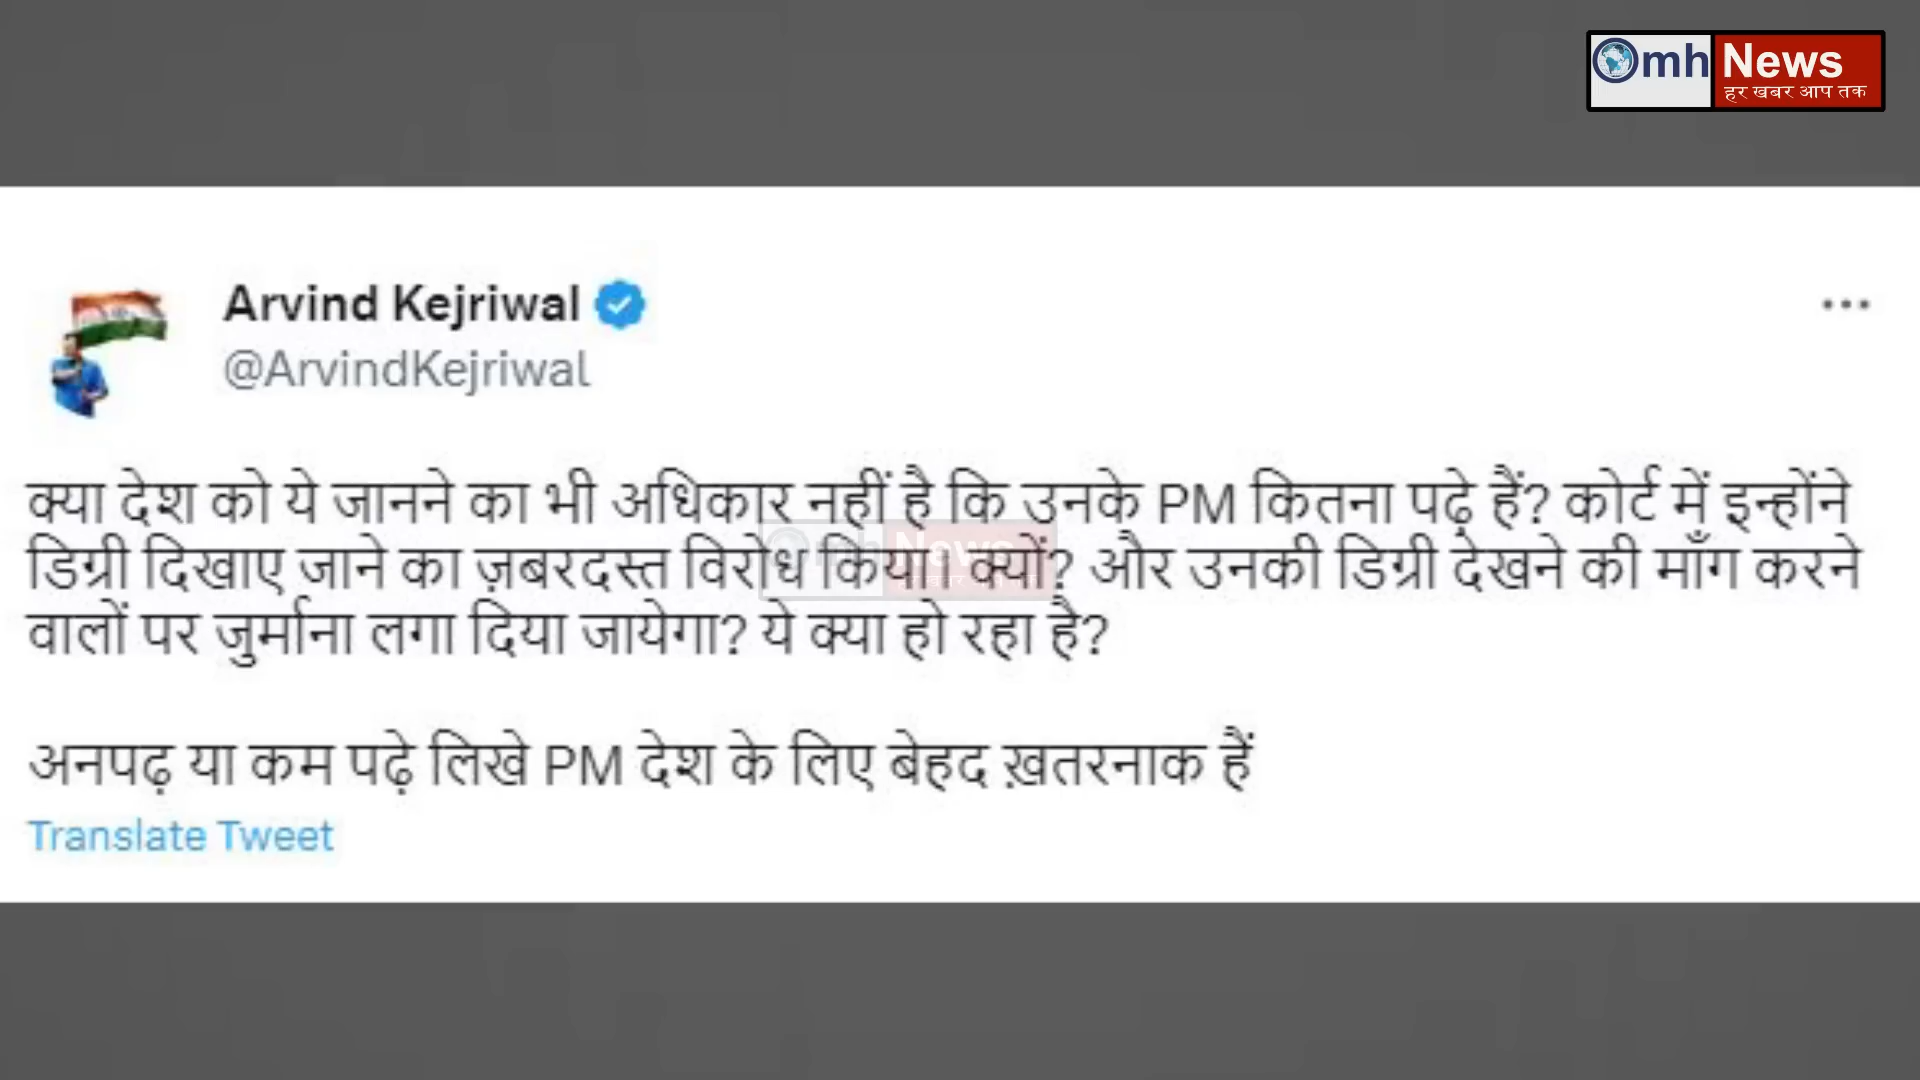 Omh News
हर खबर आप तक
Arvind Kejriwal
@ArvindKejriwal
क्या देश को ये जानने का भी अधिकार नहीं है कि उनके PM कितना पढ़े हैं? कोर्ट में इन्होंने
डिग्री दिखाए जाने का ज़बरदस्त विरोध किया। क्यों? और उनकी डिग्री देखने की माँग करने
वालों पर जुर्माना लगा दिया जायेगा? ये क्या हो रहा है?
अनपढ़ या कम पढ़े लिखे PM देश के लिए बेहद ख़तरनाक हैं
Translate Tweet